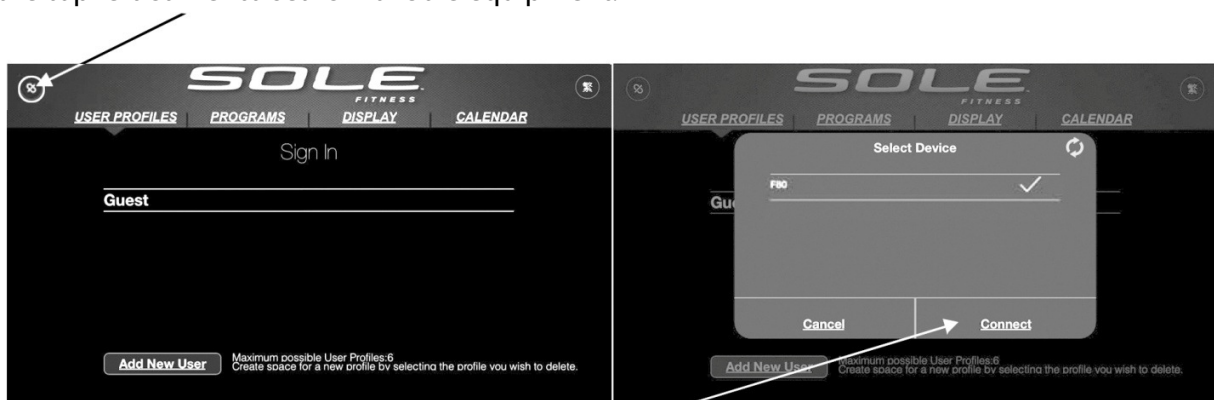 SOLE
FITNESS
USER PROFILES PROGRAMS DISPLAY CALENDAR
Sign In
Guest
Add New User
Maximum possible User Profiles:6
Create space for a new profile by selecting the profile you wish to delete.
SOLE
FITNESS
USER PROFILES PROGRAMS DISPLAY CALENDAR
Select Device
F80
Gue
Cancel Connect
Add New User
Maximum possible User Profiles:6
Create space for a new profile by selecting the profile you wish to delete.